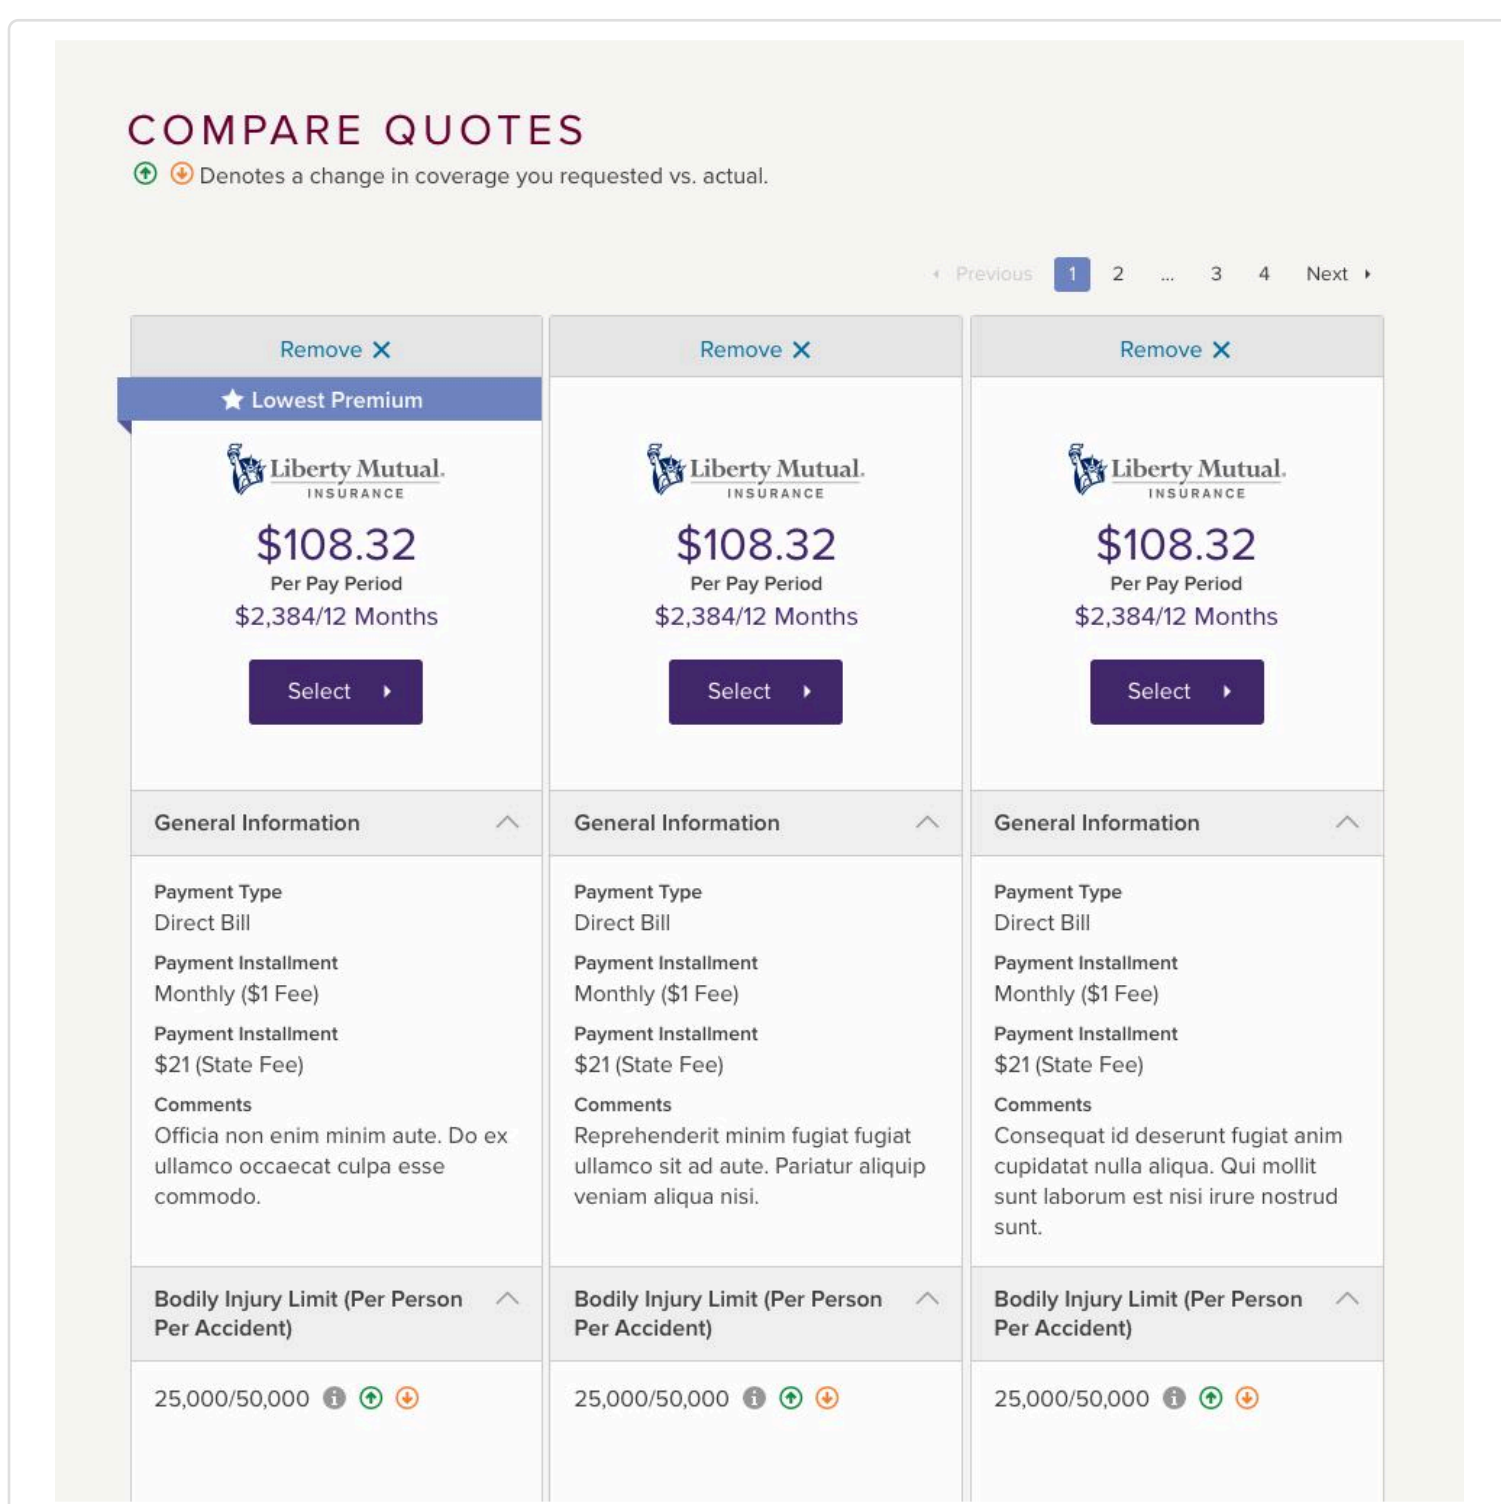 COMPARE QUOTES
Denotes a change in coverage you requested vs. actual.
Previous 1 2 ... 3 4 Next
Remove
Lowest Premium
Liberty Mutual.
INSURANCE
$108.32
Per Pay Period
$2,384/12 Months
Select
General Information
Payment Type
Direct Bill
Payment Installment
Monthly ($1 Fee)
Payment Installment
$21 (State Fee)
Comments
Officia non enim minim aute. Do ex
ullamco occaecat culpa esse
commodo.
Bodily Injury Limit (Per Person
Per Accident)
25,000/50,000
Remove
Liberty Mutual.
INSURANCE
$108.32
Per Pay Period
$2,384/12 Months
Select
General Information
Payment Type
Direct Bill
Payment Installment
Monthly ($1 Fee)
Payment Installment
$21 (State Fee)
Comments
Reprehenderit minim fugiat fugiat
ullamco sit ad aute. Pariatur aliquip
veniam aliqua nisi.
Bodily Injury Limit (Per Person
Per Accident)
25,000/50,000
Remove
Liberty Mutual.
INSURANCE
$108.32
Per Pay Period
$2,384/12 Months
Select
General Information
Payment Type
Direct Bill
Payment Installment
Monthly ($1 Fee)
Payment Installment
$21 (State Fee)
Comments
Consequat id deserunt fugiat anim
cupidatat nulla aliqua. Qui mollit
sunt laborum est nisi irure nostrud
sunt.
Bodily Injury Limit (Per Person
Per Accident)
25,000/50,000